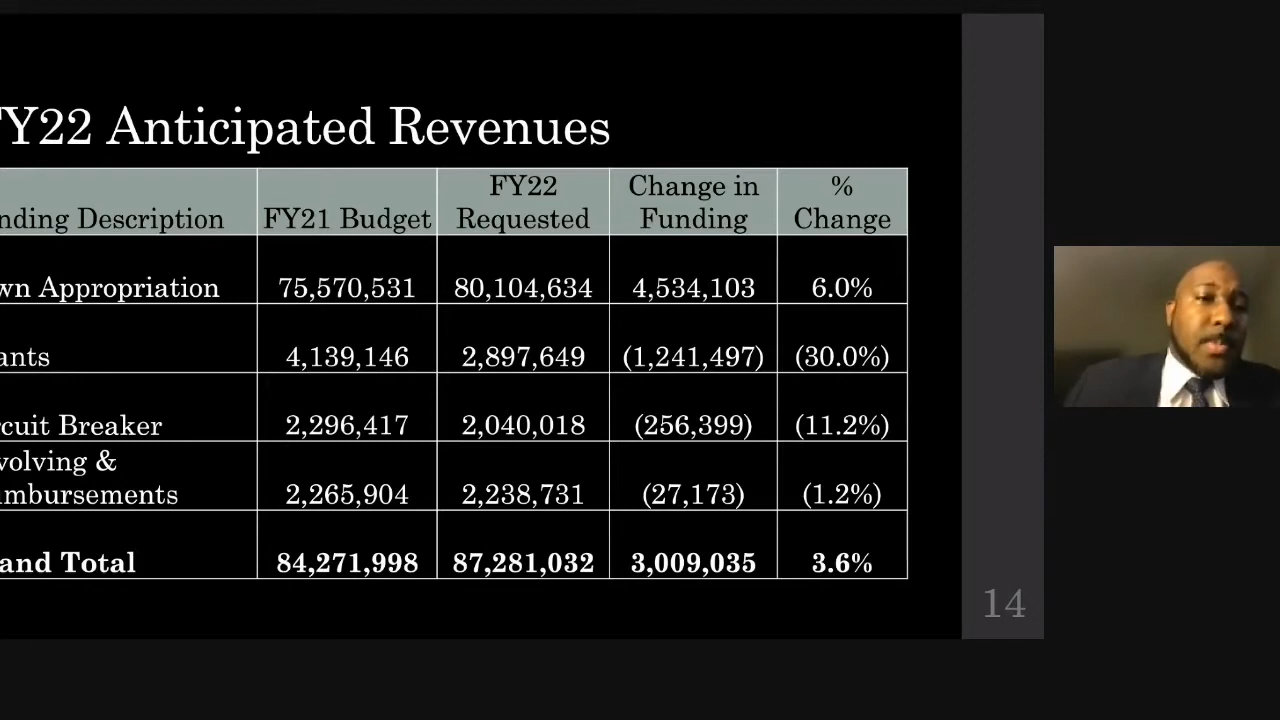 FY22 Anticipated Revenues
nding Description FY21 Budget FY22 Requested Change in Funding % Change
wn Appropriation 75,570,531 80,104,634 4,534,103 6.0%
ants 4,139,146 2,897,649 (1,241,497) (30.0%)
rcuit Breaker 2,296,417 2,040,018 (256,399) (11.2%)
volving &
imbursements 2,265,904 2,238,731 (27,173) (1.2%)
and Total 84,271,998 87,281,032 3,009,035 3.6%
14